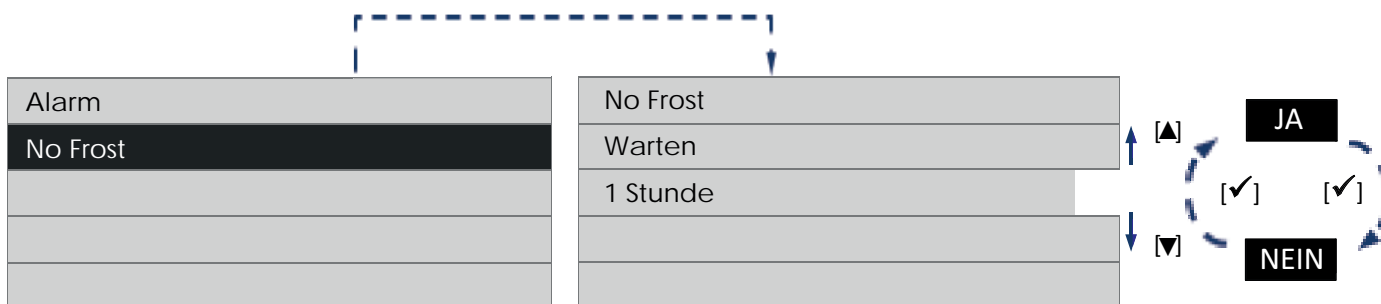 Alarm
No Frost
No Frost
Warten
1 Stunde
[▲]
[▼]
JA
[✓] [✓]
NEIN